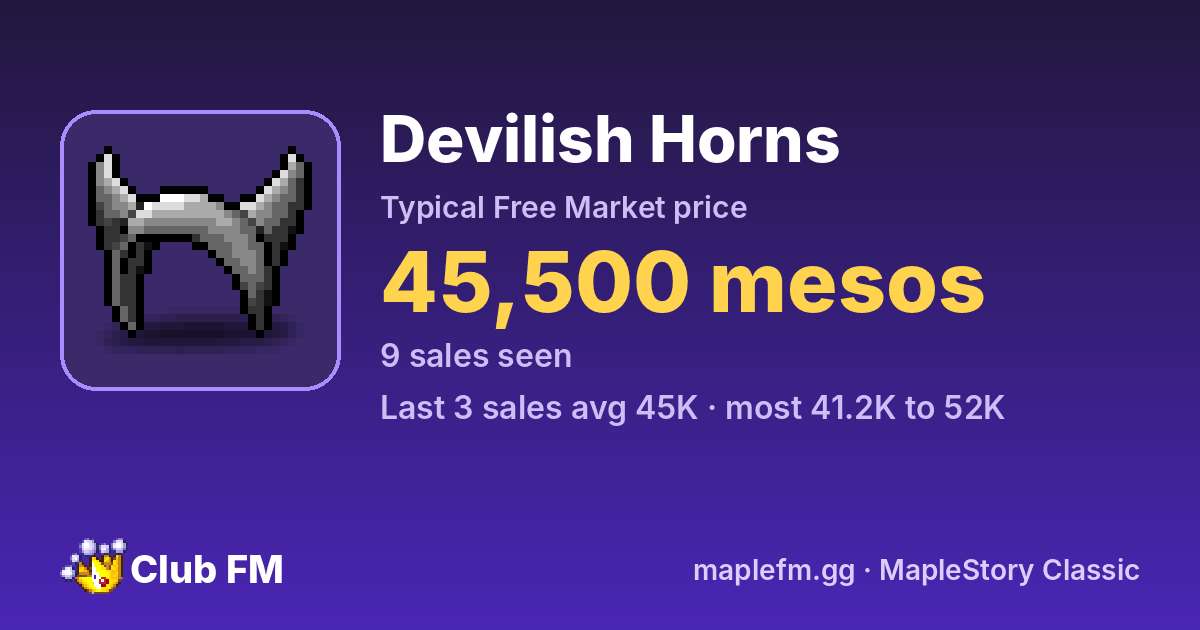 Devilish Horns
Typical Free Market price
45,500 mesos
9 sales seen
Last 3 sales avg 45K · most 41.2K to 52K
Club FM
maplefm.gg · MapleStory Classic